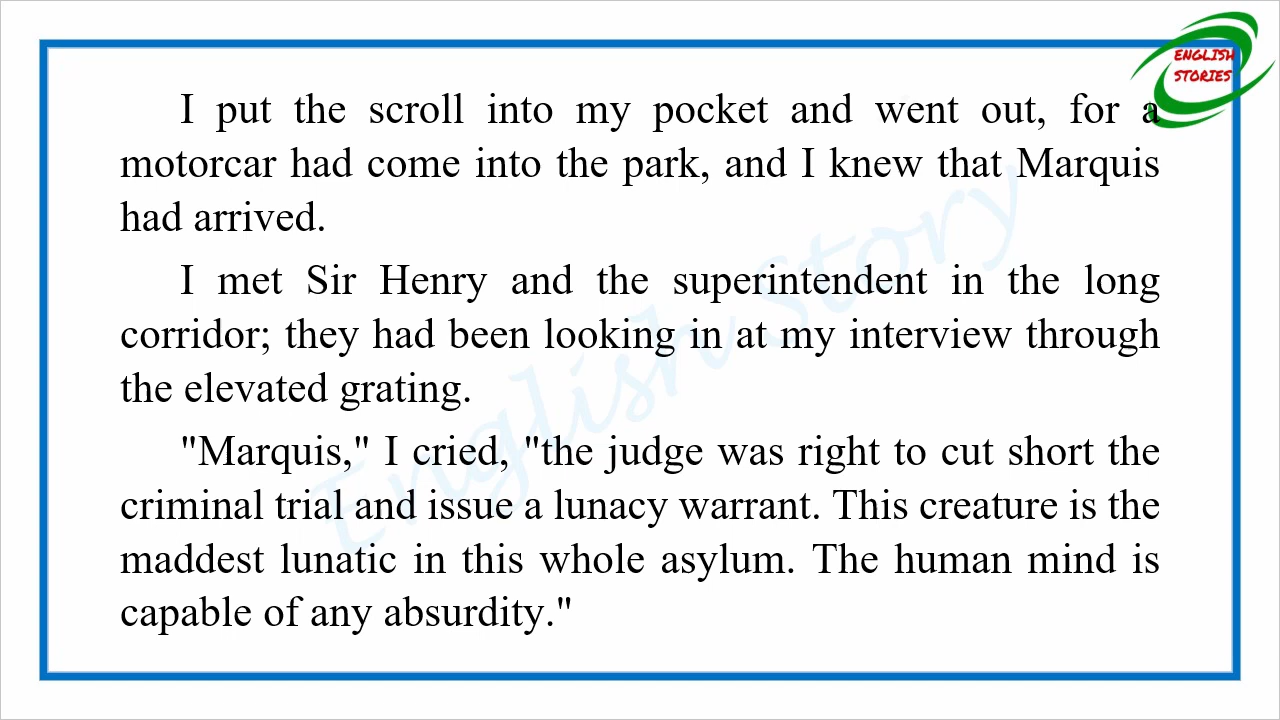 ENGLISH
STORIES
I put the scroll into my pocket and went out, for a
motorcar had come into the park, and I knew that Marquis
had arrived.
I met Sir Henry and the superintendent in the long
corridor; they had been looking in at my interview through
the elevated grating.
"Marquis," I cried, "the judge was right to cut short the
criminal trial and issue a lunacy warrant. This creature is the
maddest lunatic in this whole asylum. The human mind is
capable of any absurdity."
English Story